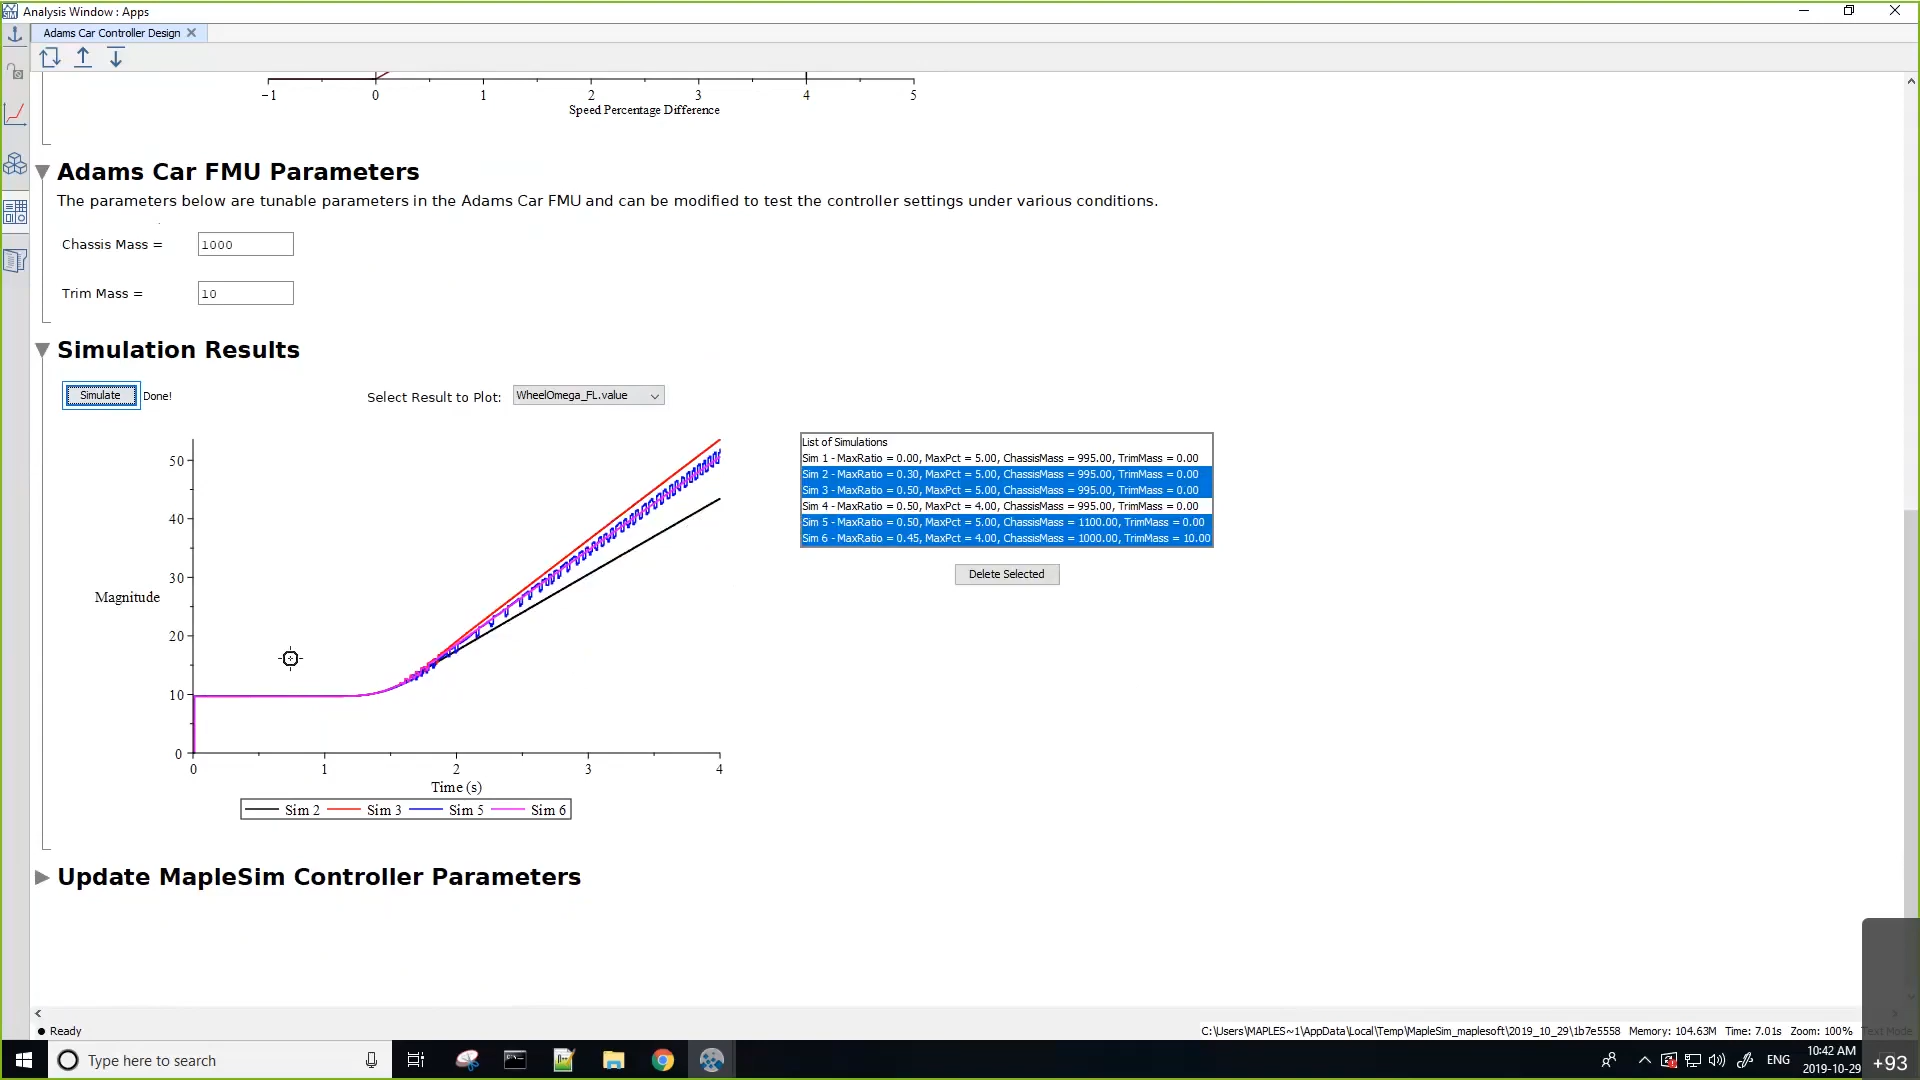 Analysis Window : Apps
Adams Car Controller Design
−1 0 1 2 3 4 5
Speed Percentage Difference
Adams Car FMU Parameters
The parameters below are tunable parameters in the Adams Car FMU and can be modified to test the controller settings under various conditions.
Chassis Mass = 1000
Trim Mass = 10
Simulation Results
Simulate Done! Select Result to Plot: WheelOmega_FL.value
List of Simulations
Sim 1 - MaxRatio = 0.00, MaxPct = 5.00, ChassisMass = 995.00, TrimMass = 0.00
Sim 2 - MaxRatio = 0.30, MaxPct = 5.00, ChassisMass = 995.00, TrimMass = 0.00
Sim 3 - MaxRatio = 0.50, MaxPct = 5.00, ChassisMass = 995.00, TrimMass = 0.00
Sim 4 - MaxRatio = 0.50, MaxPct = 4.00, ChassisMass = 995.00, TrimMass = 0.00
Sim 5 - MaxRatio = 0.50, MaxPct = 5.00, ChassisMass = 1100.00, TrimMass = 0.00
Sim 6 - MaxRatio = 0.45, MaxPct = 4.00, ChassisMass = 1000.00, TrimMass = 10.00
Delete Selected
50
40
30
Magnitude
20
10
0
0 1 2 3 4
Time (s)
Sim 2 Sim 3 Sim 5 Sim 6
Update MapleSim Controller Parameters
Ready
C:\Users\MAPLES~1\AppData\Local\Temp\MapleSim_maplesoft\2019_10_29\1b7e5558 Memory: 104.63M Time: 7.01s Zoom: 100% Text Mode
Type here to search
ENG
10:42 AM
2019-10-29
+93